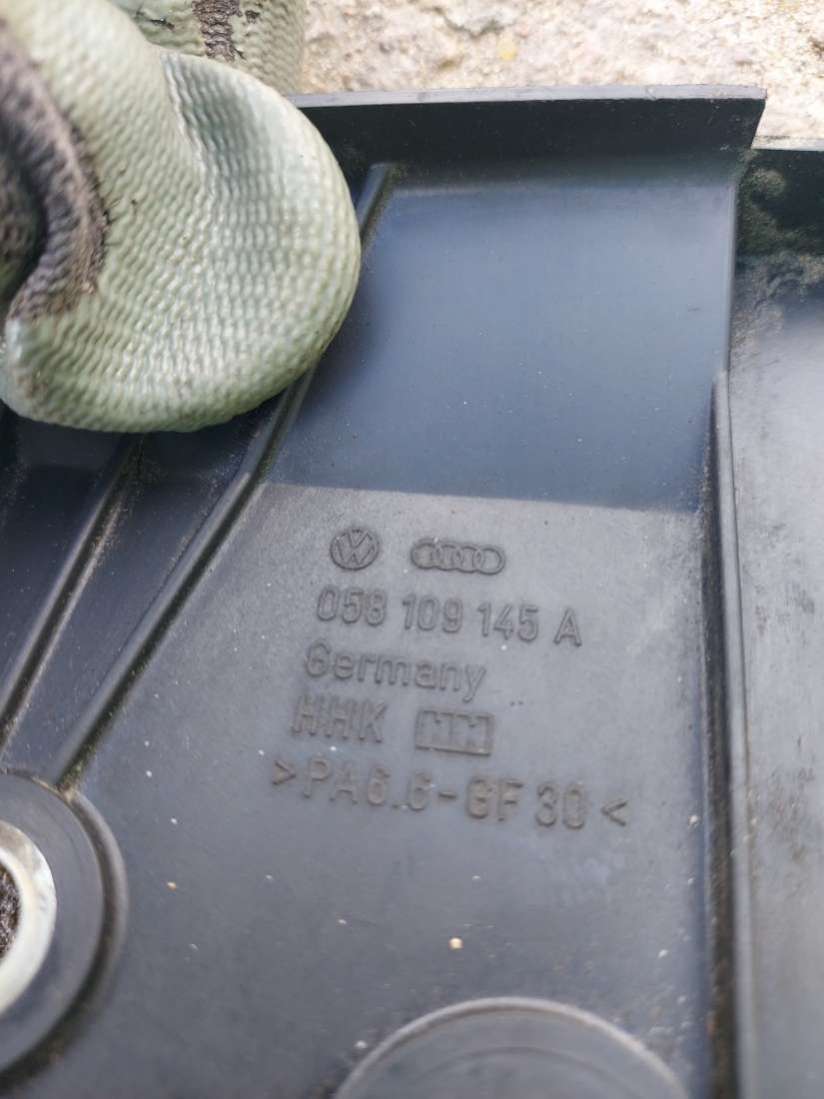 058 109 145 A
Germany
HHK
>PA6.6-GF30<